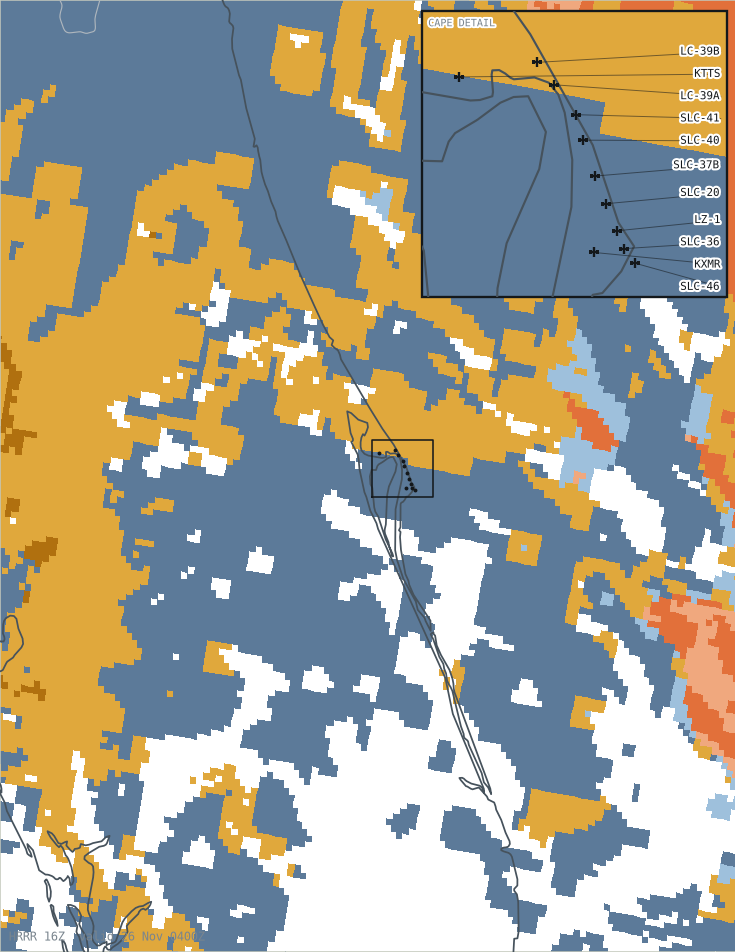 CAPE DETAIL
LC-39B
KTTS
LC-39A
SLC-41
SLC-40
SLC-37B
SLC-20
LZ-1
SLC-36
KXMR
SLC-46
HRRR 16Z 26 Nov 0400